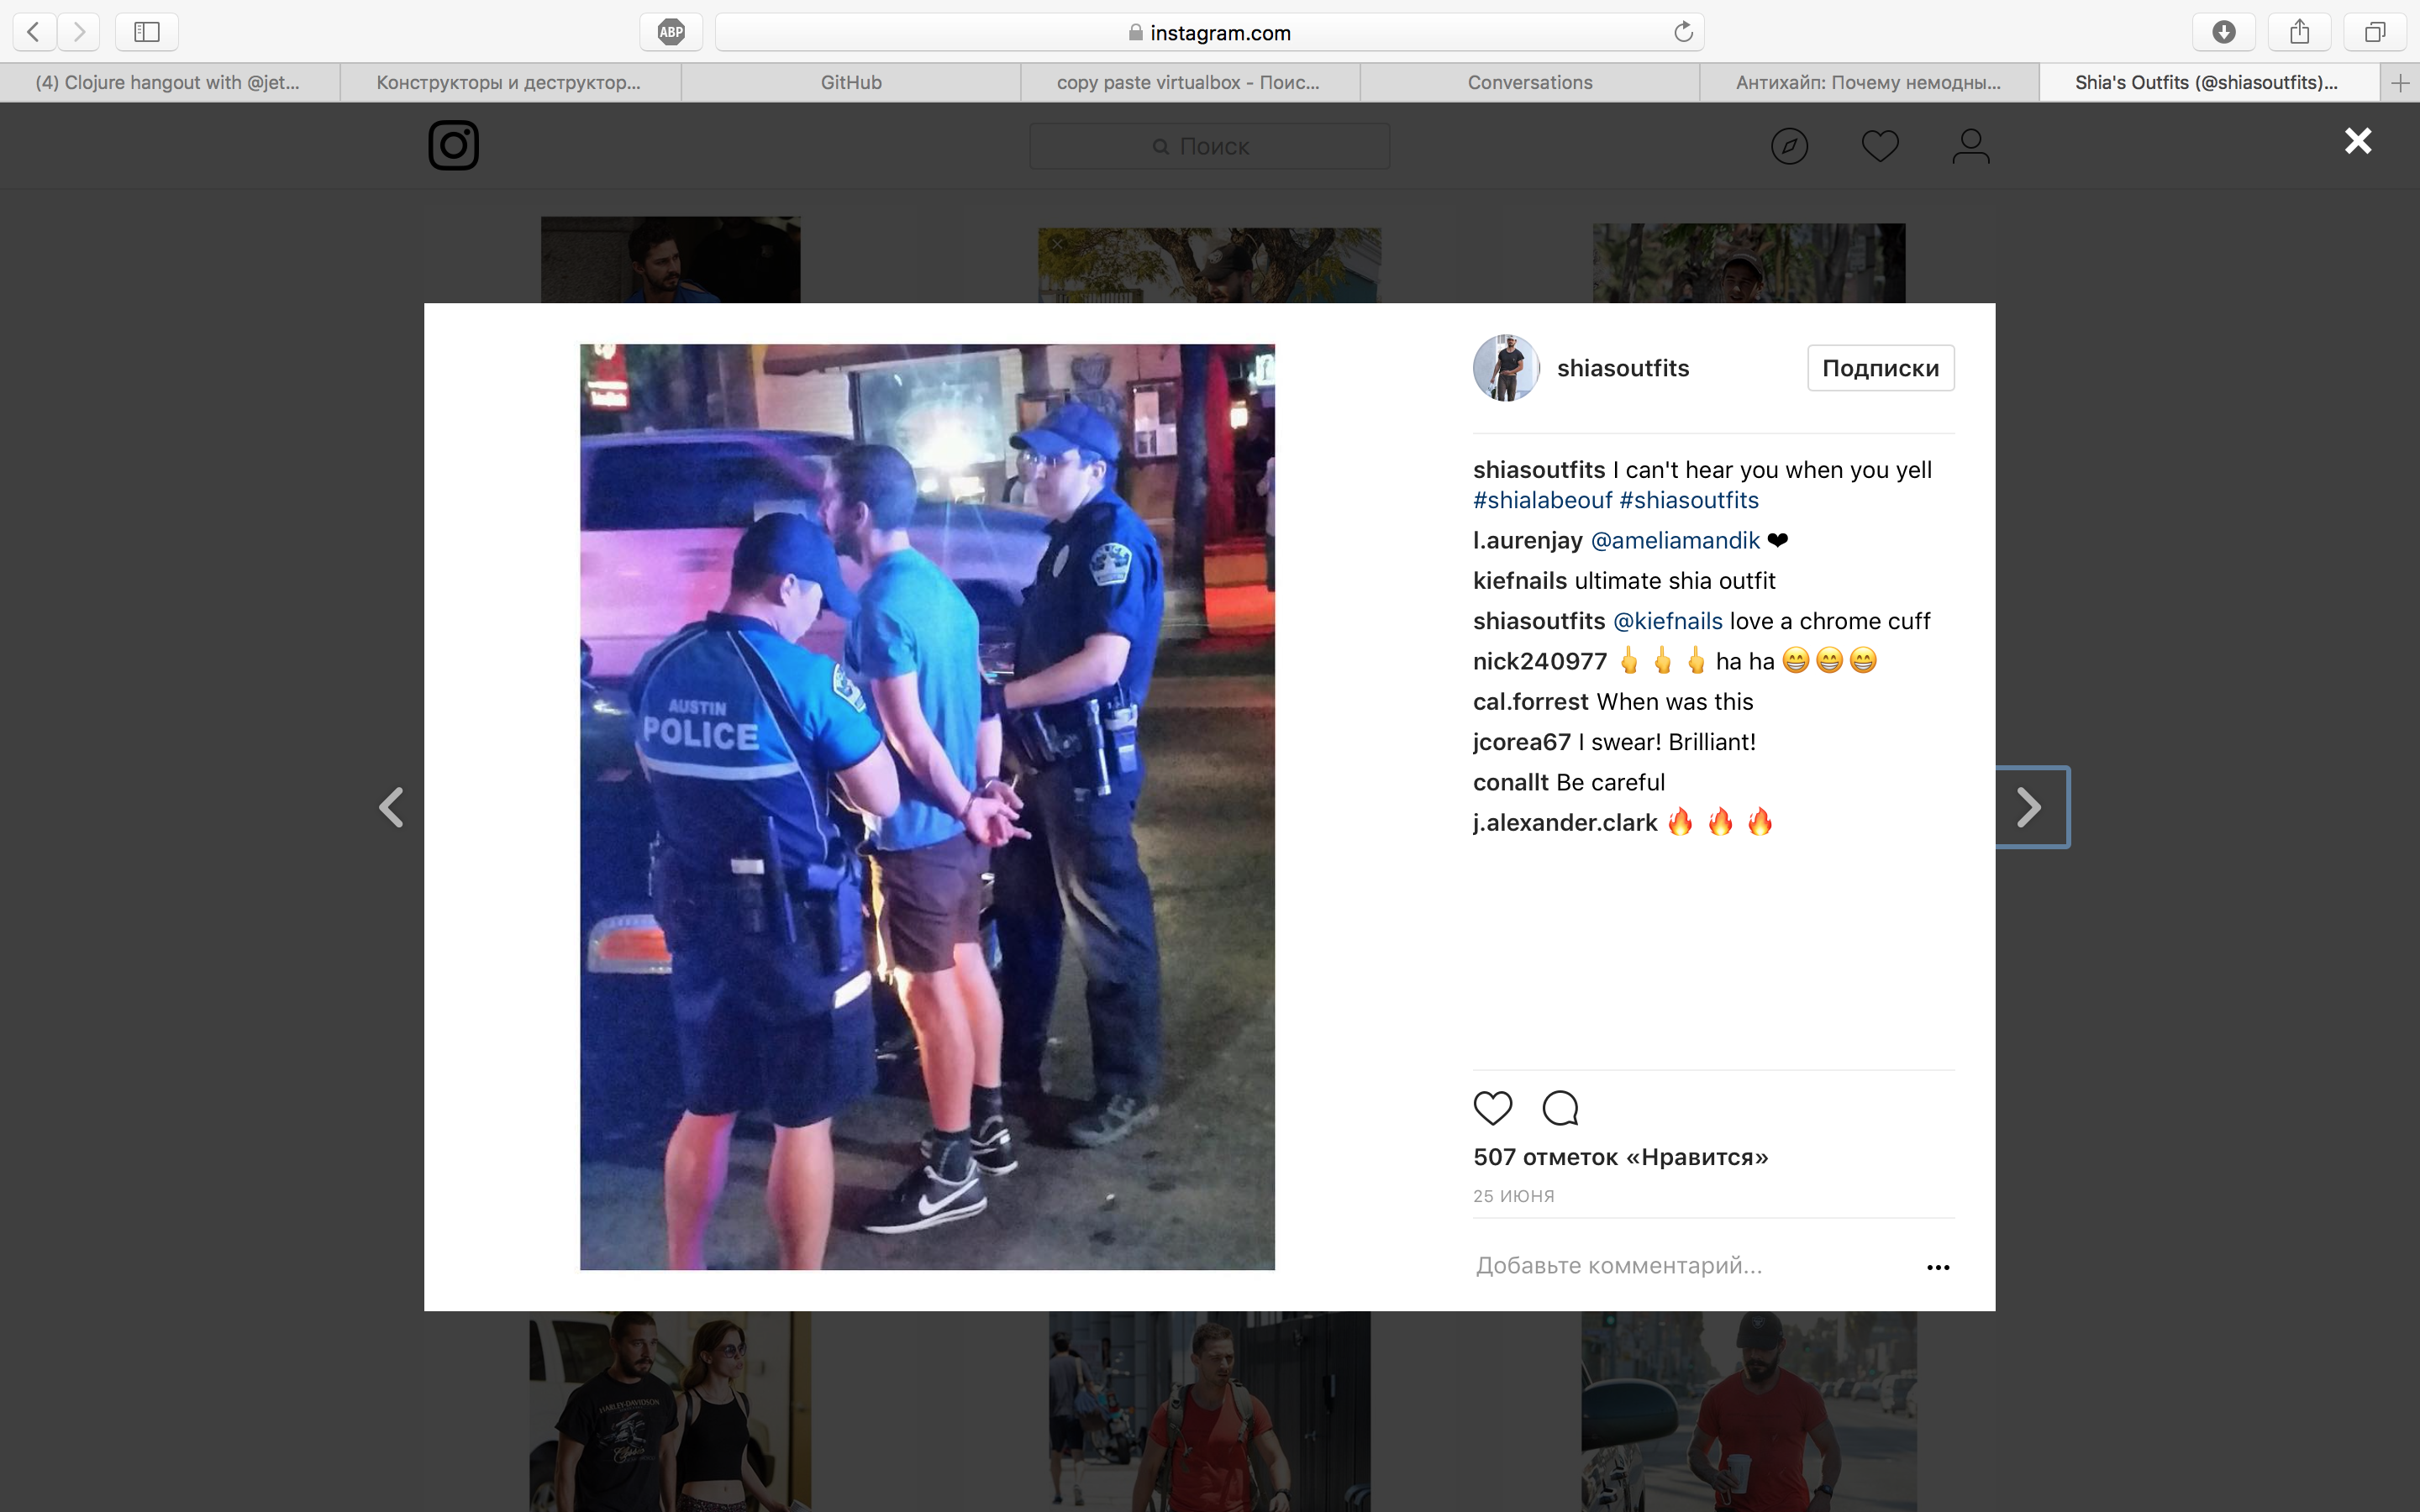 ABP
instagram.com
(4) Clojure hangout with @jet...
Конструкторы и деструктор...
GitHub
copy paste virtualbox - Поис...
Conversations
Антихайп: Почему немодны...
Shia's Outfits (@shiasoutfits)...
Поиск
AUSTIN
POLICE
shiasoutfits
Подписки
shiasoutfits I can't hear you when you yell
#shialabeouf #shiasoutfits
l.aurenjay @ameliamandik ❤
kiefnails ultimate shia outfit
shiasoutfits @kiefnails love a chrome cuff
nick240977 🖕🖕🖕 ha ha 😁😁😁
cal.forrest When was this
jcorea67 I swear! Brilliant!
conallt Be careful
j.alexander.clark 🔥🔥🔥
507 отметок «Нравится»
25 ИЮНЯ
Добавьте комментарий...
HARLEY-DAVIDSON